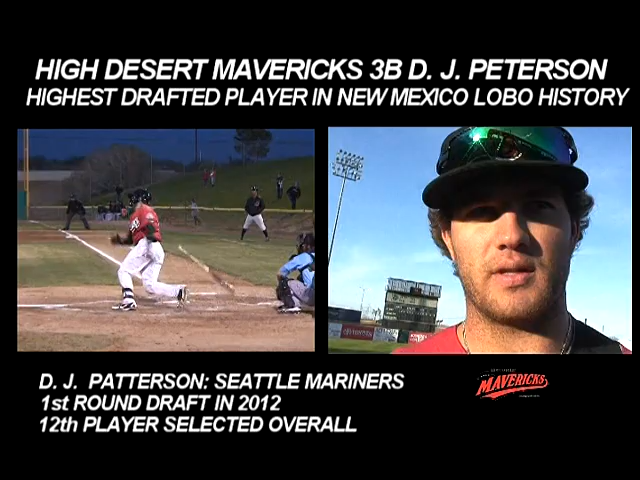 HIGH DESERT MAVERICKS 3B D. J. PETERSON
HIGHEST DRAFTED PLAYER IN NEW MEXICO LOBO HISTORY
D. J. PATTERSON: SEATTLE MARINERS
1st ROUND DRAFT IN 2012
12th PLAYER SELECTED OVERALL
MAVERICKS